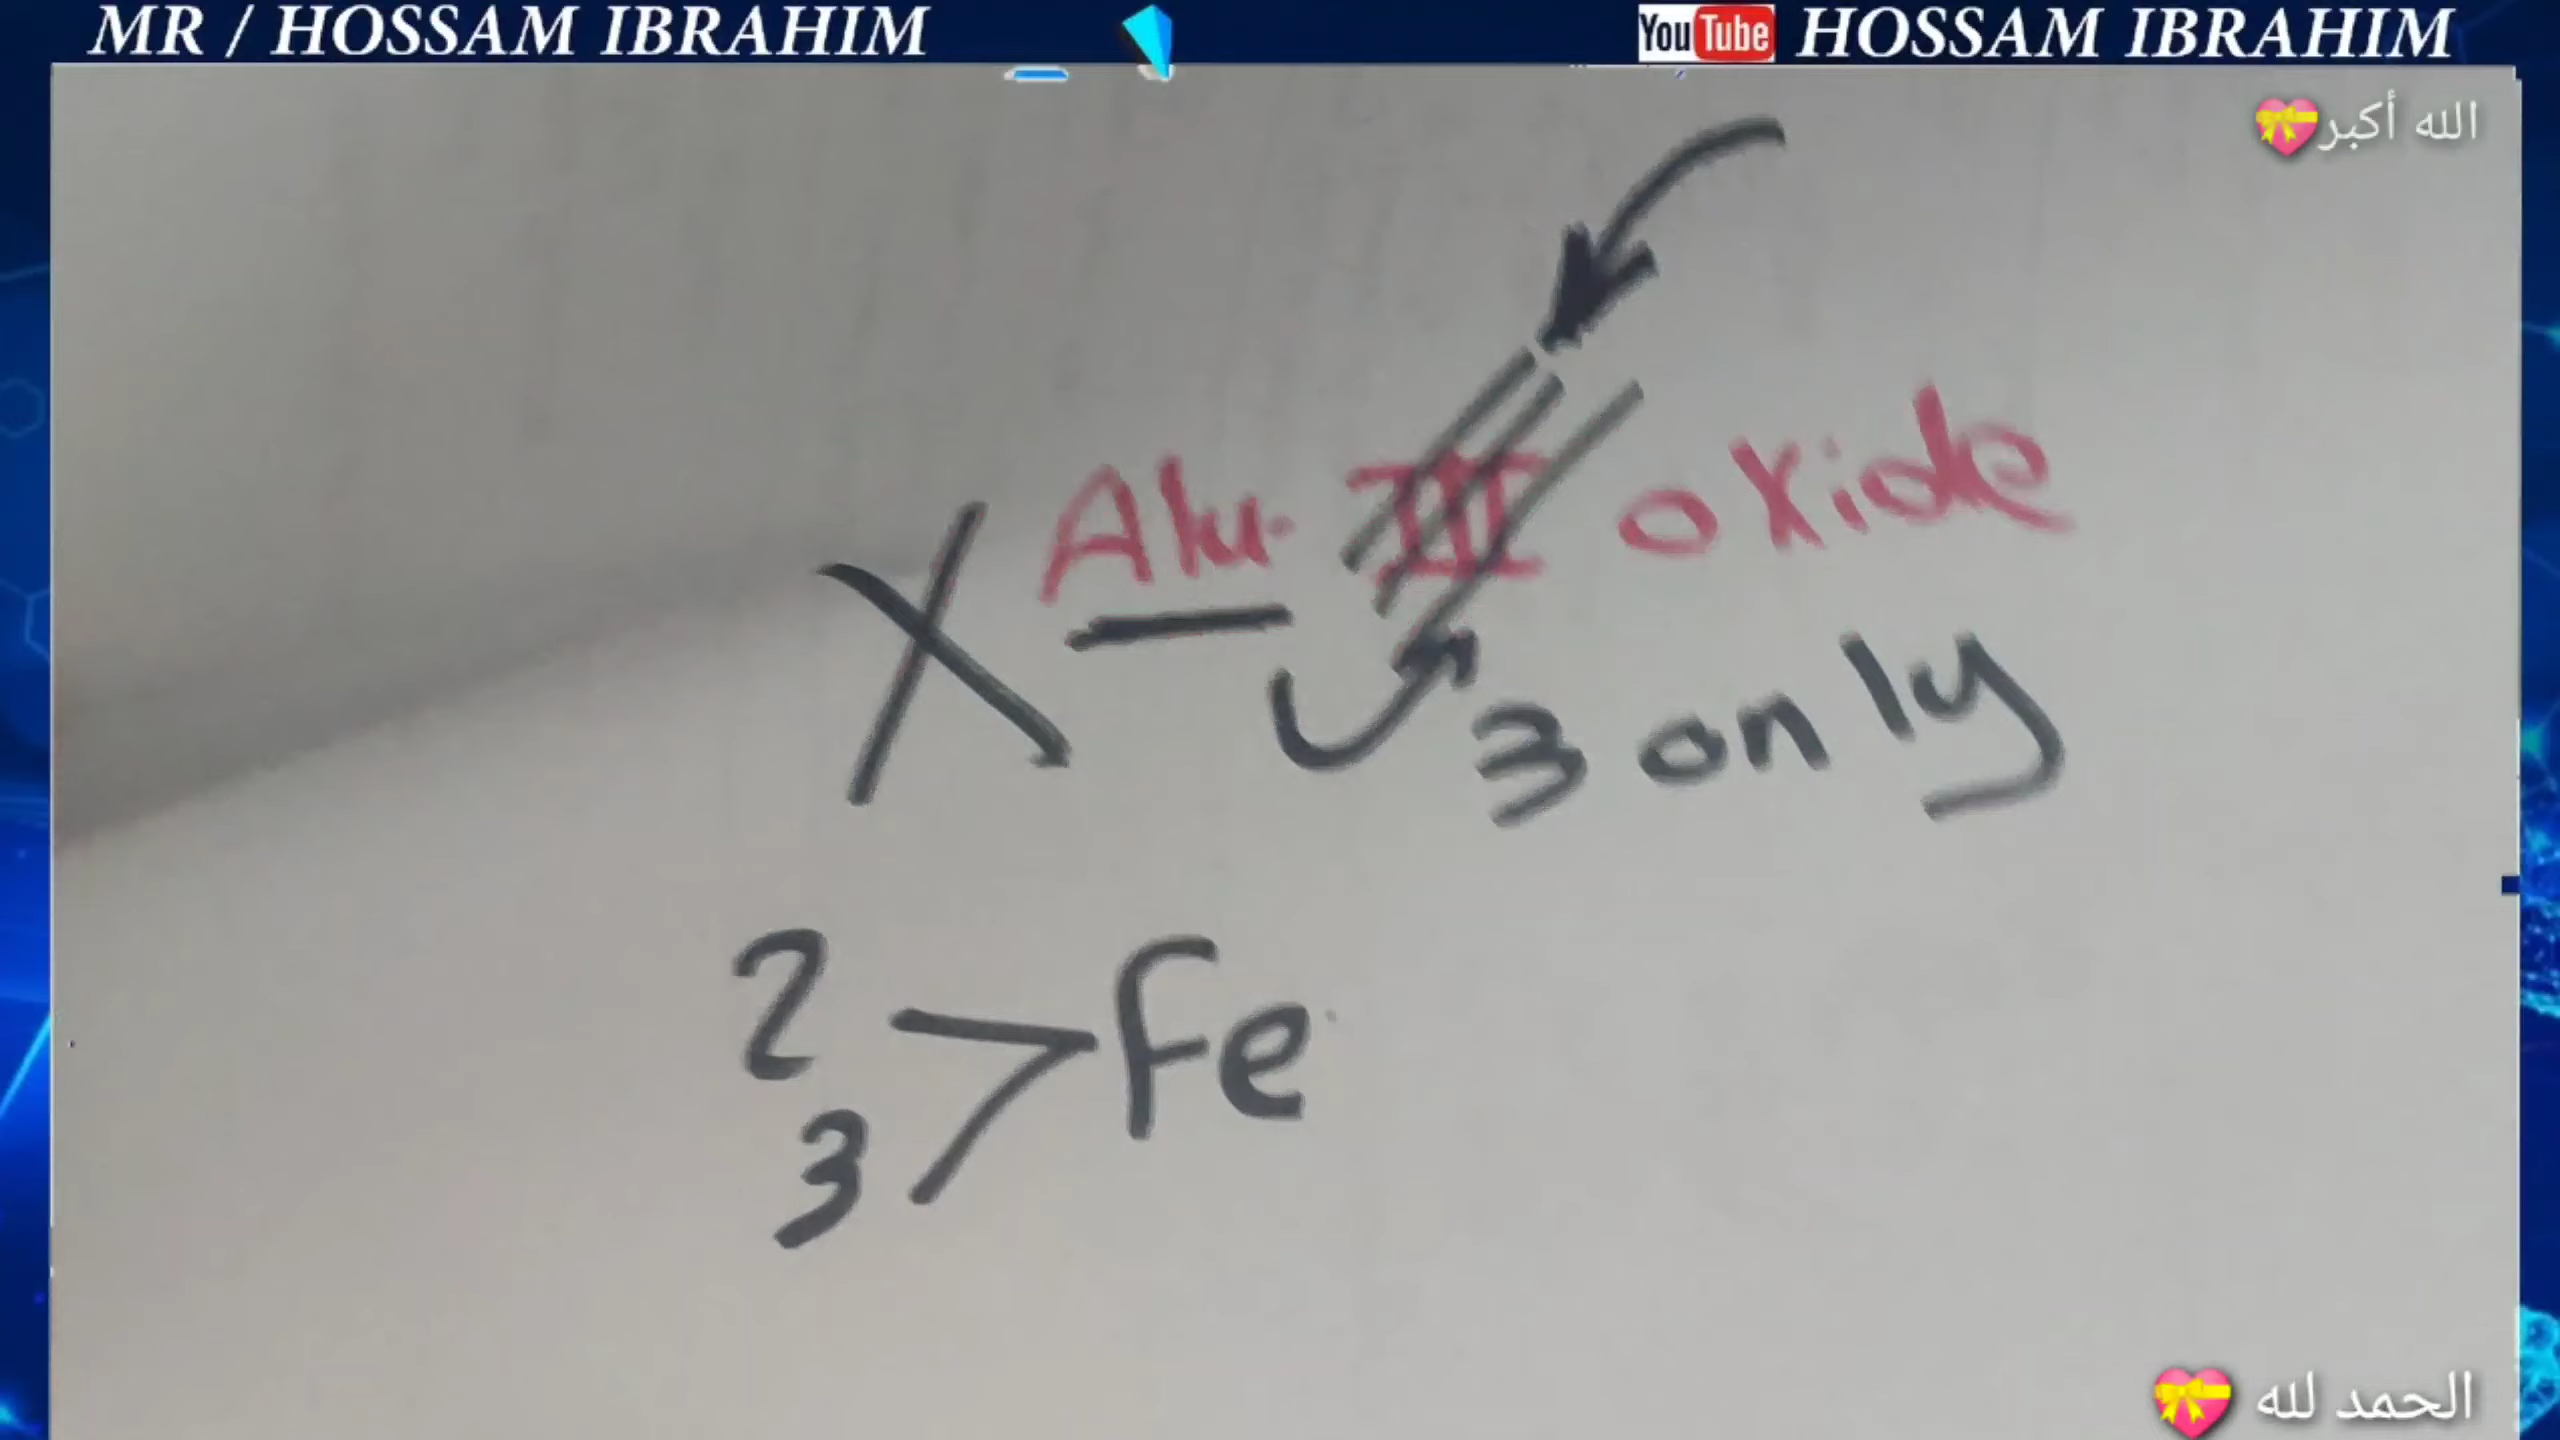 MR / HOSSAM IBRAHIM
YouTube HOSSAM IBRAHIM
الله أكبر💝
X Alu. III oxide
3 only
2
3 > Fe
الحمد لله 💝